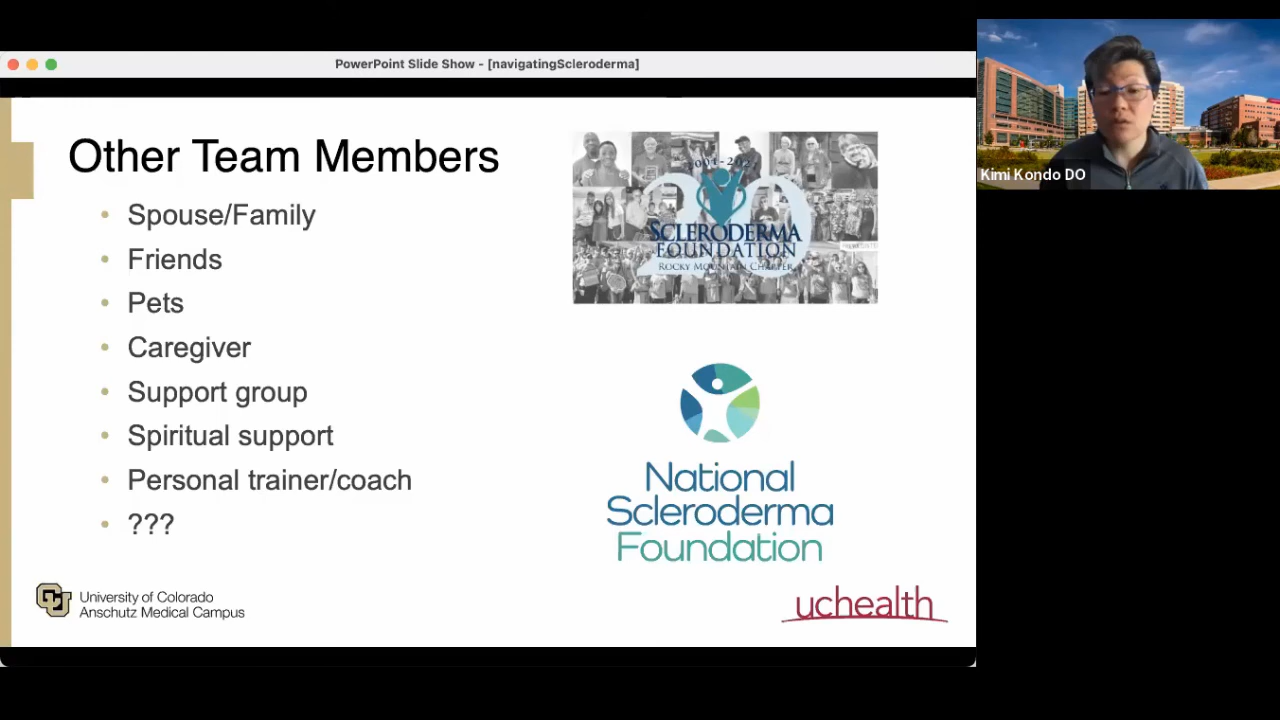 PowerPoint Slide Show - [navigatingScleroderma]
Other Team Members
• Spouse/Family
• Friends
• Pets
• Caregiver
• Support group
• Spiritual support
• Personal trainer/coach
• ???
SCLERODERMA
FOUNDATION
ROCKY MOUNTAIN CHAPTER
National
Scleroderma
Foundation
CU
University of Colorado
Anschutz Medical Campus
uchealth
Kimi Kondo DO